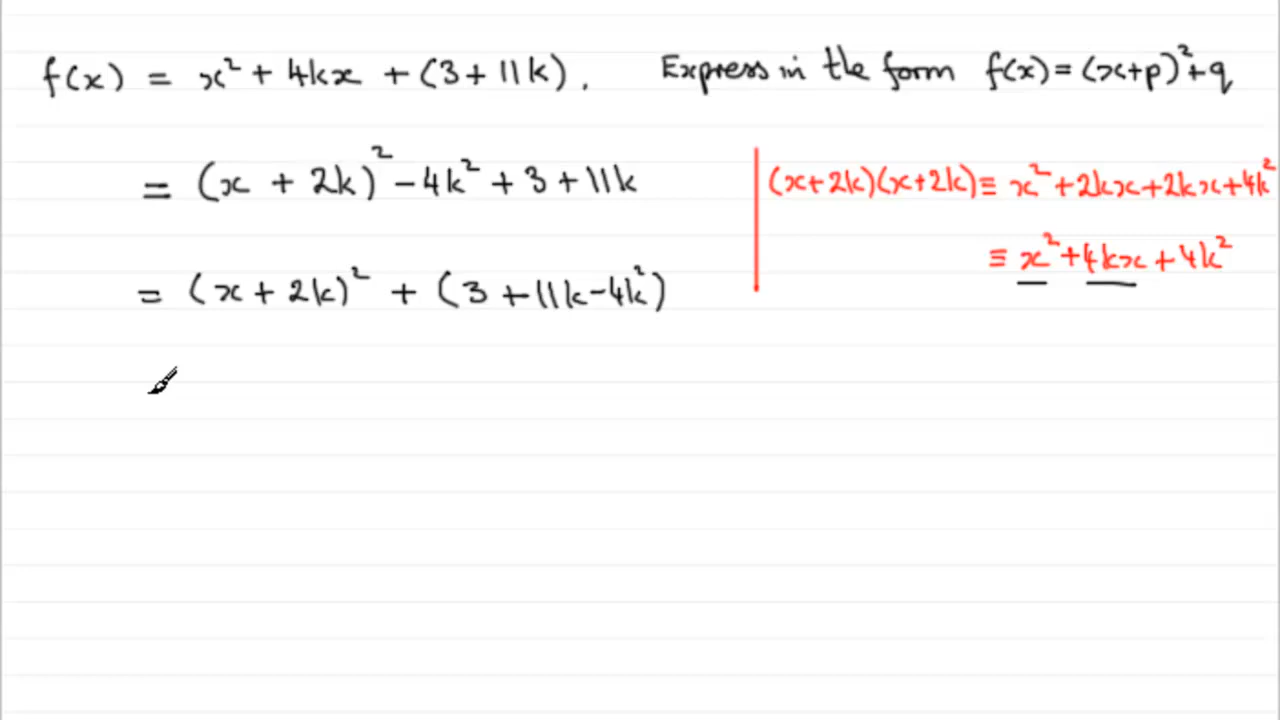 f(x) = x² + 4kx + (3 + 11k). Express in the form f(x) = (x+p)² + q
= (x + 2k)² - 4k² + 3 + 11k
(x+2k)(x+2k) ≡ x² + 2kx + 2kx + 4k²
≡ x² + 4kx + 4k²
= (x + 2k)² + (3 + 11k - 4k²)